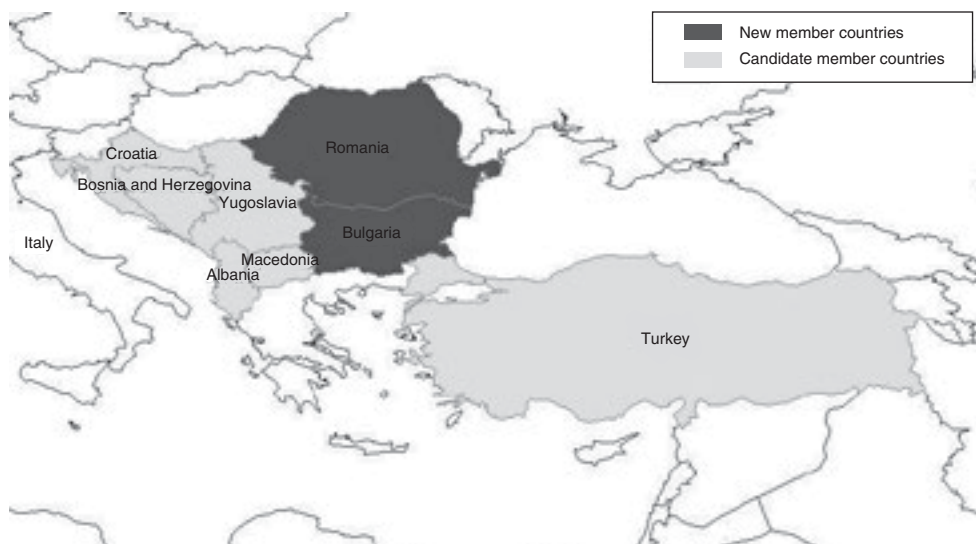 New member countries
Candidate member countries
Croatia
Romania
Bosnia and Herzegovina
Yugoslavia
Bulgaria
Italy
Macedonia
Albania
Turkey